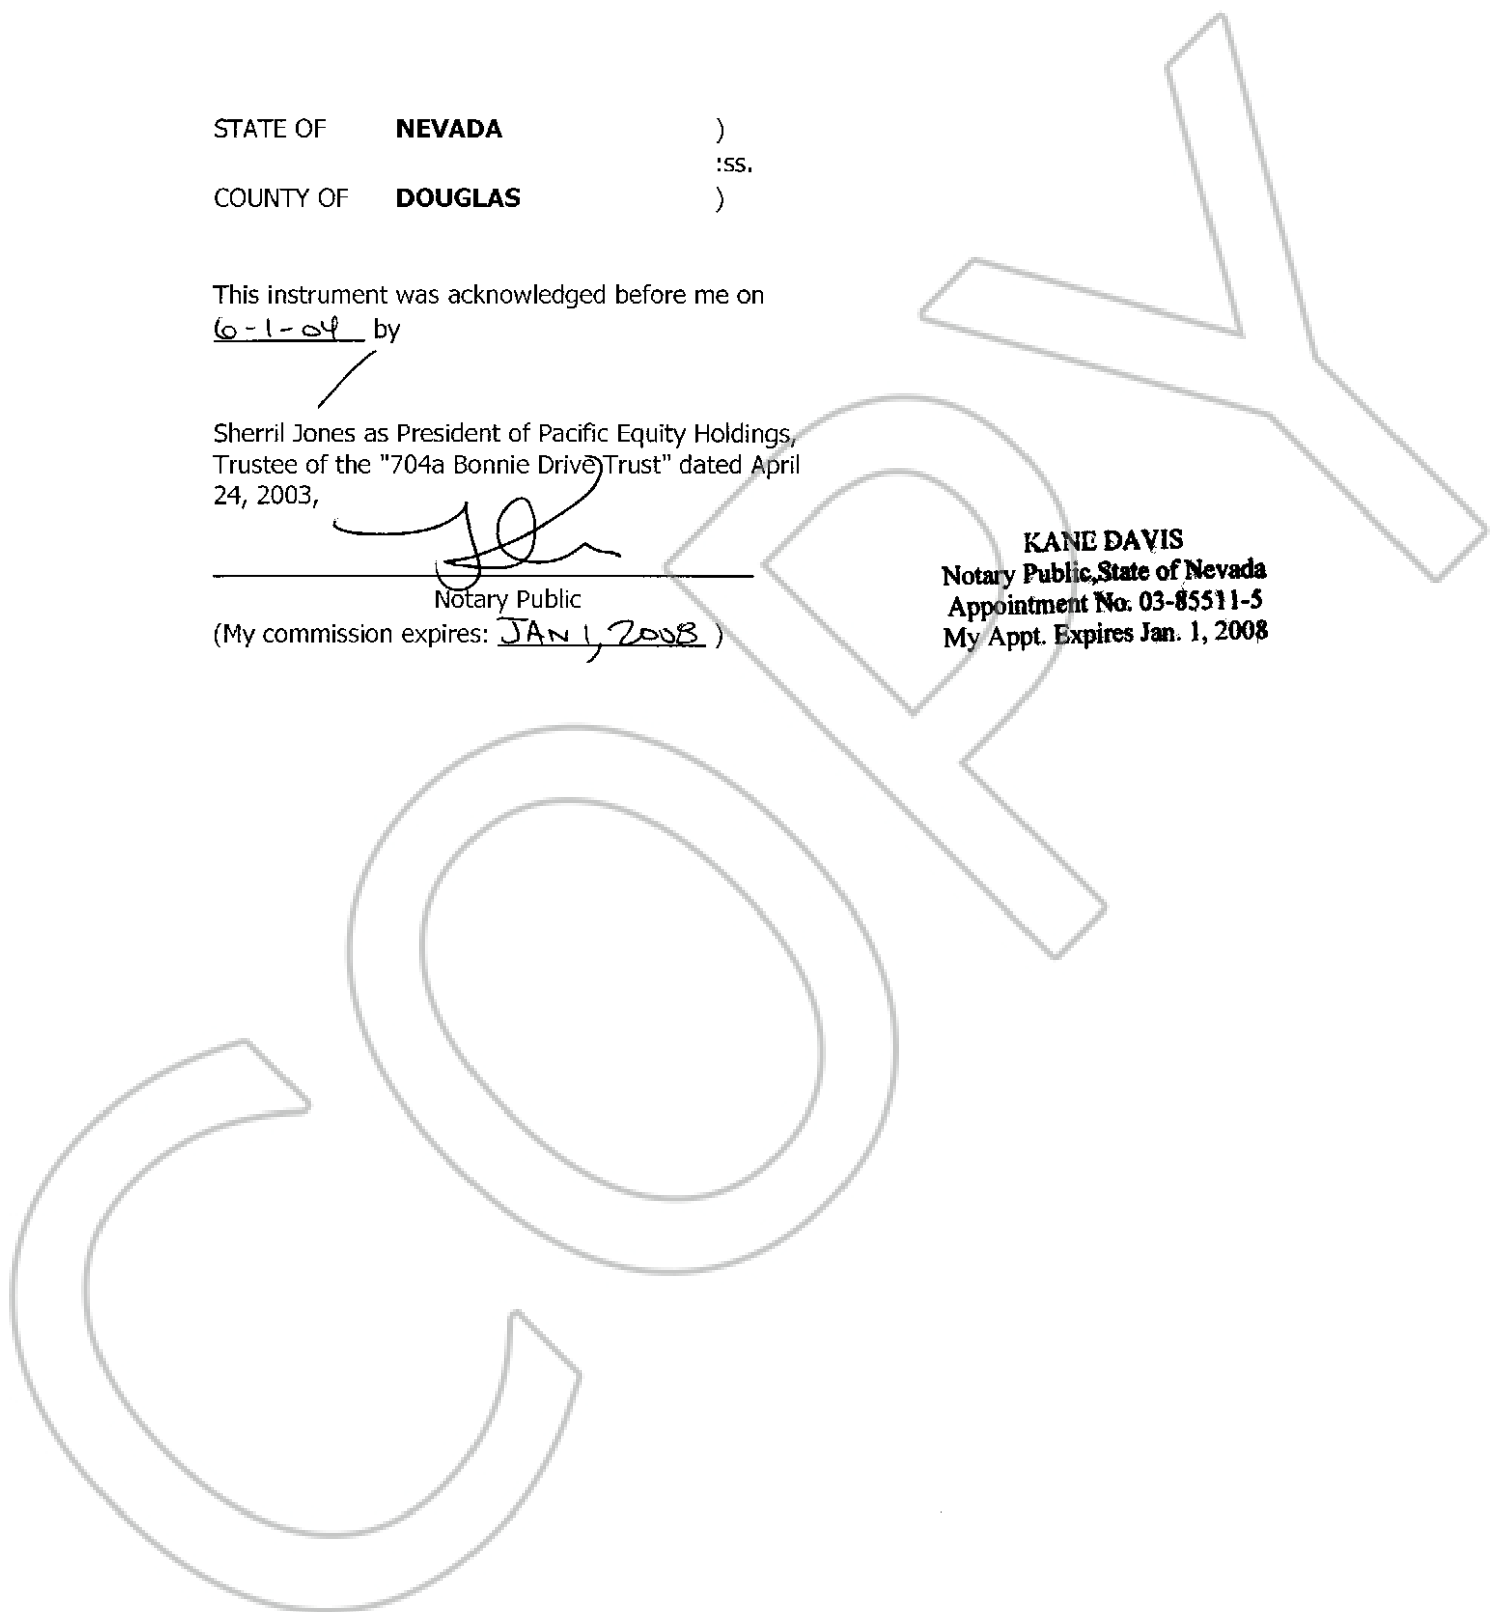 STATE OF NEVADA )
:ss.
COUNTY OF DOUGLAS )
This instrument was acknowledged before me on
6-1-04 by
Sherril Jones as President of Pacific Equity Holdings,
Trustee of the "704a Bonnie Drive Trust" dated April
24, 2003,
Notary Public
(My commission expires: JAN 1, 2008 )
KANE DAVIS
Notary Public, State of Nevada
Appointment No. 03-85511-5
My Appt. Expires Jan. 1, 2008
COPY